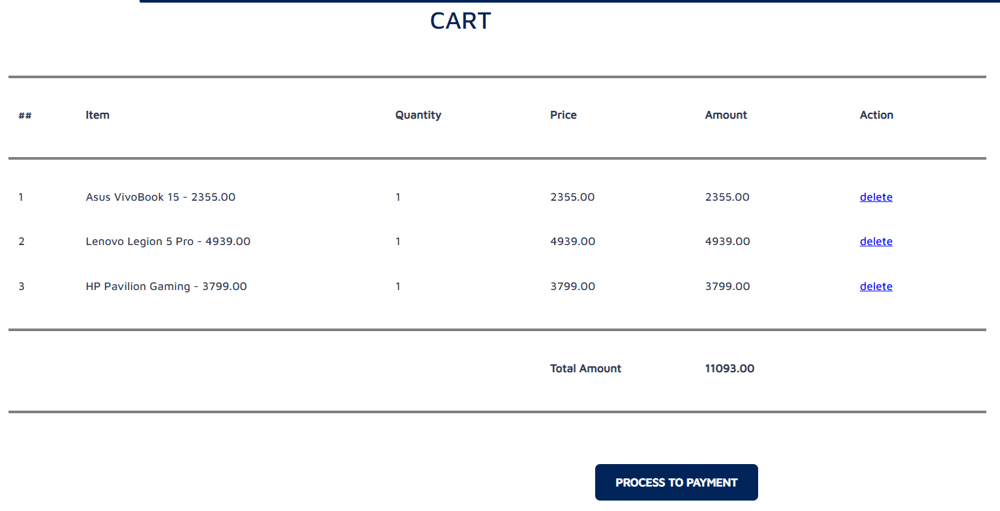 CART
## Item Quantity Price Amount Action
1 Asus VivoBook 15 - 2355.00 1 2355.00 2355.00 delete
2 Lenovo Legion 5 Pro - 4939.00 1 4939.00 4939.00 delete
3 HP Pavilion Gaming - 3799.00 1 3799.00 3799.00 delete
Total Amount 11093.00
PROCESS TO PAYMENT